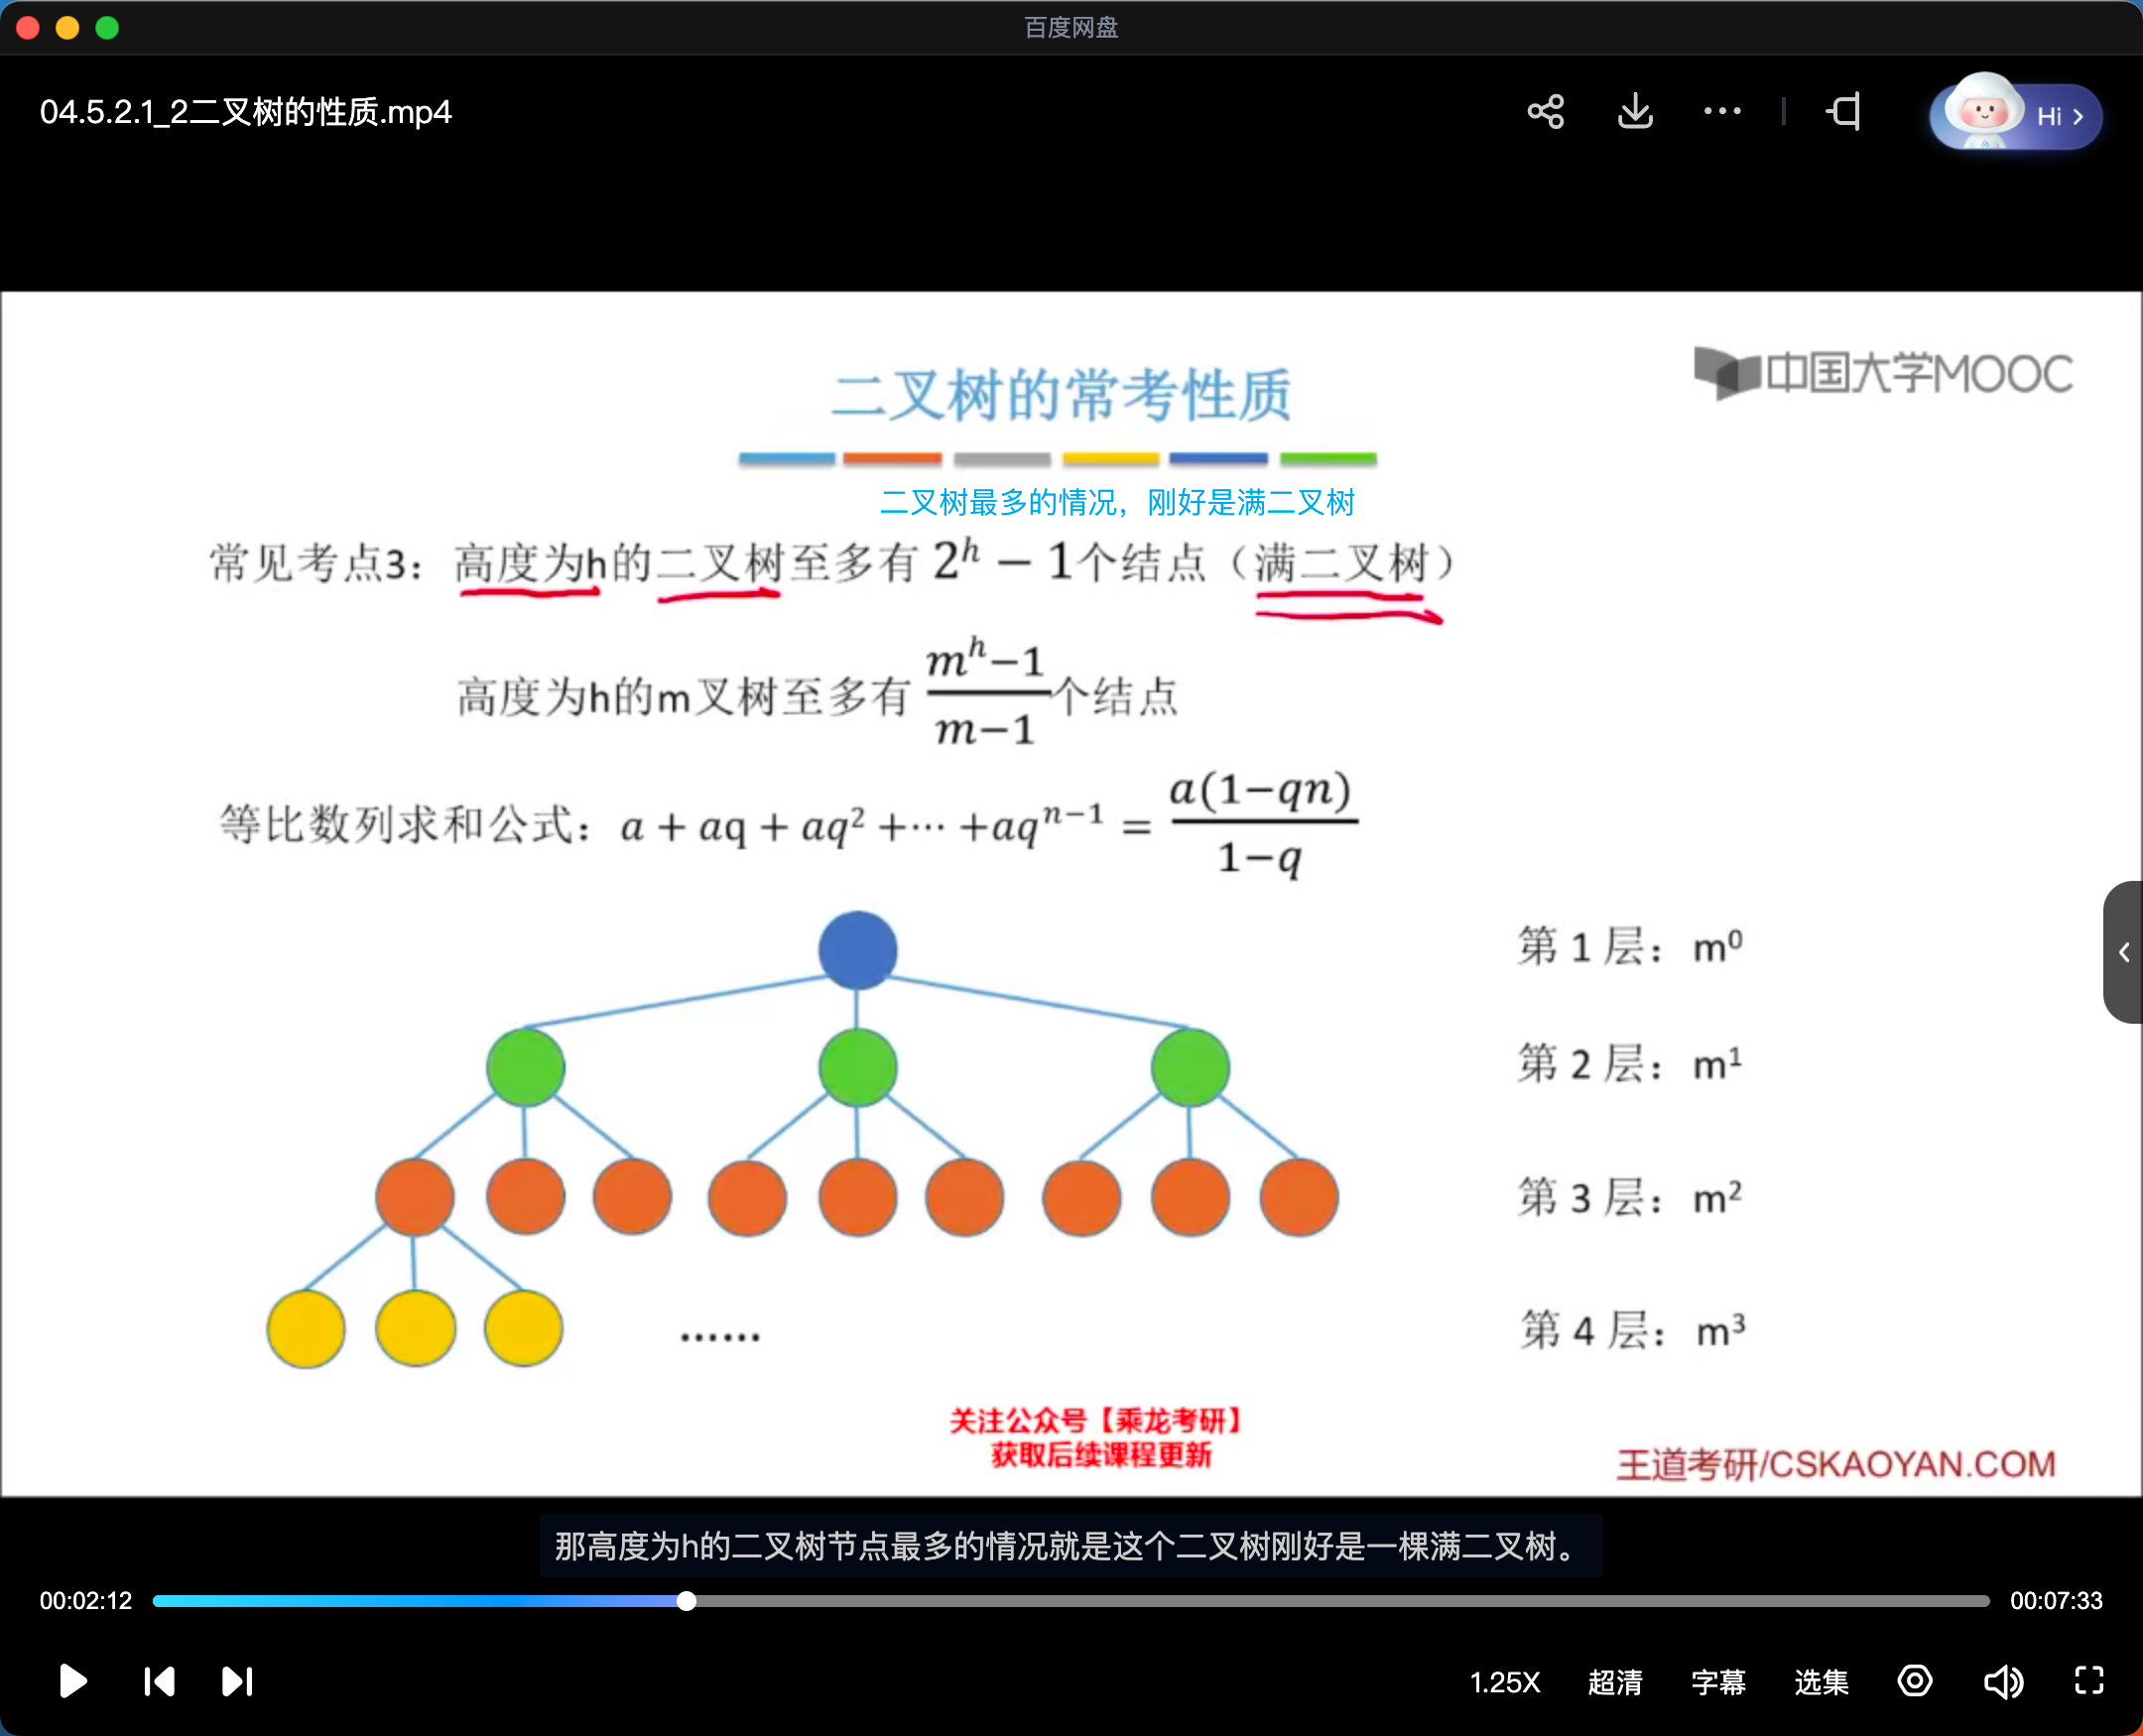 百度网盘
04.5.2.1_2二叉树的性质.mp4
Hi
中国大学MOOC
二叉树的常考性质
二叉树最多的情况，刚好是满二叉树
常见考点3：高度为h的二叉树至多有 2^h − 1个结点（满二叉树）
高度为h的m叉树至多有 (m^h−1)/(m−1) 个结点
等比数列求和公式：a + aq + aq² +⋯ +aq^(n−1) = a(1−qn)/(1−q)
第 1 层：m⁰
第 2 层：m¹
第 3 层：m²
第 4 层：m³
......
关注公众号【乘龙考研】
获取后续课程更新
王道考研/CSKAOYAN.COM
那高度为h的二叉树节点最多的情况就是这个二叉树刚好是一棵满二叉树。
00:02:12
00:07:33
1.25X 超清 字幕 选集